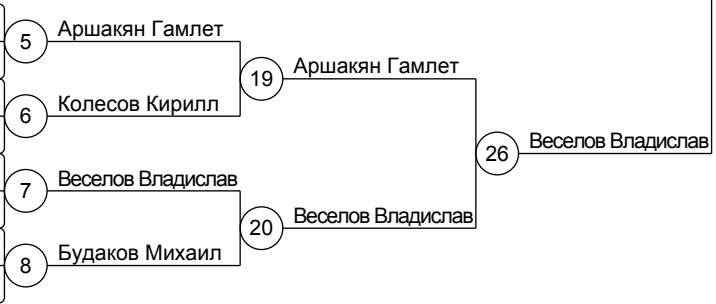 5 Аршакян Гамлет
19 Аршакян Гамлет
6 Колесов Кирилл
26 Веселов Владислав
7 Веселов Владислав
20 Веселов Владислав
8 Будаков Михаил